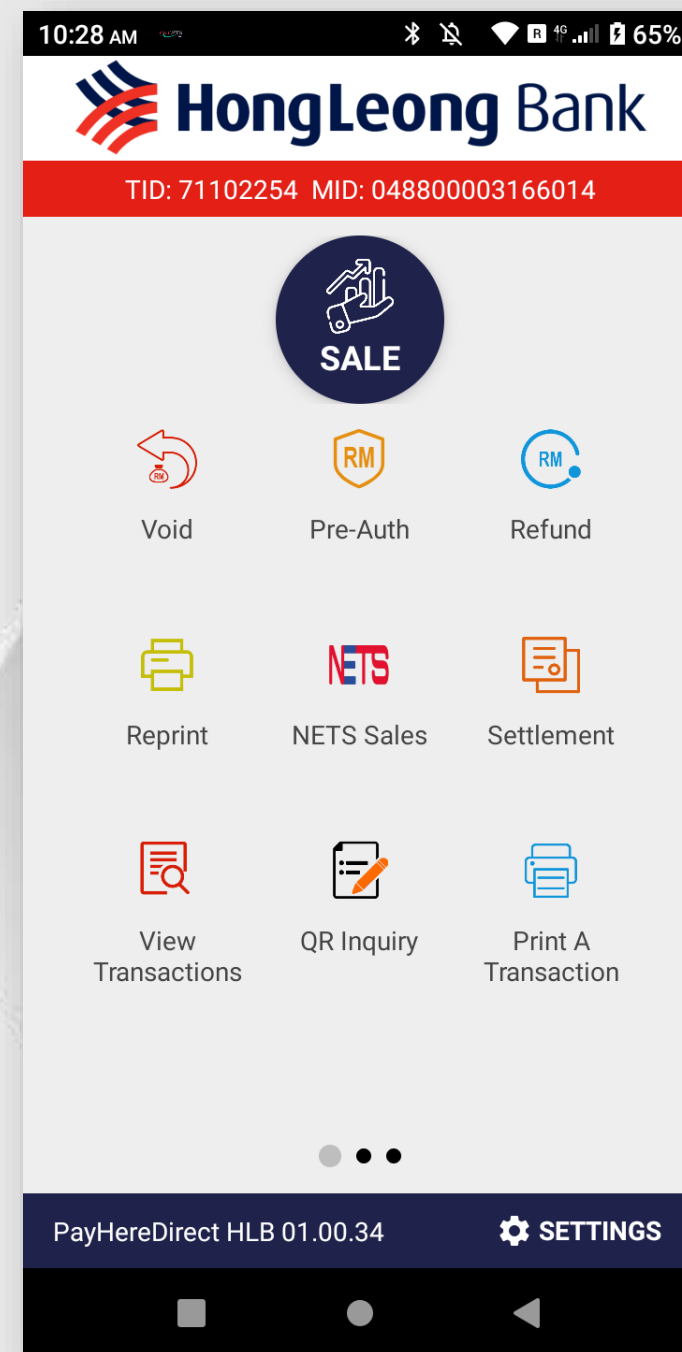 10:28 AM R 4G 65%
HongLeong Bank
TID: 71102254 MID: 048800003166014
SALE
RM RM RM
Void Pre-Auth Refund
NETS
Reprint NETS Sales Settlement
View QR Inquiry Print A
Transactions Transaction
PayHereDirect HLB 01.00.34 SETTINGS